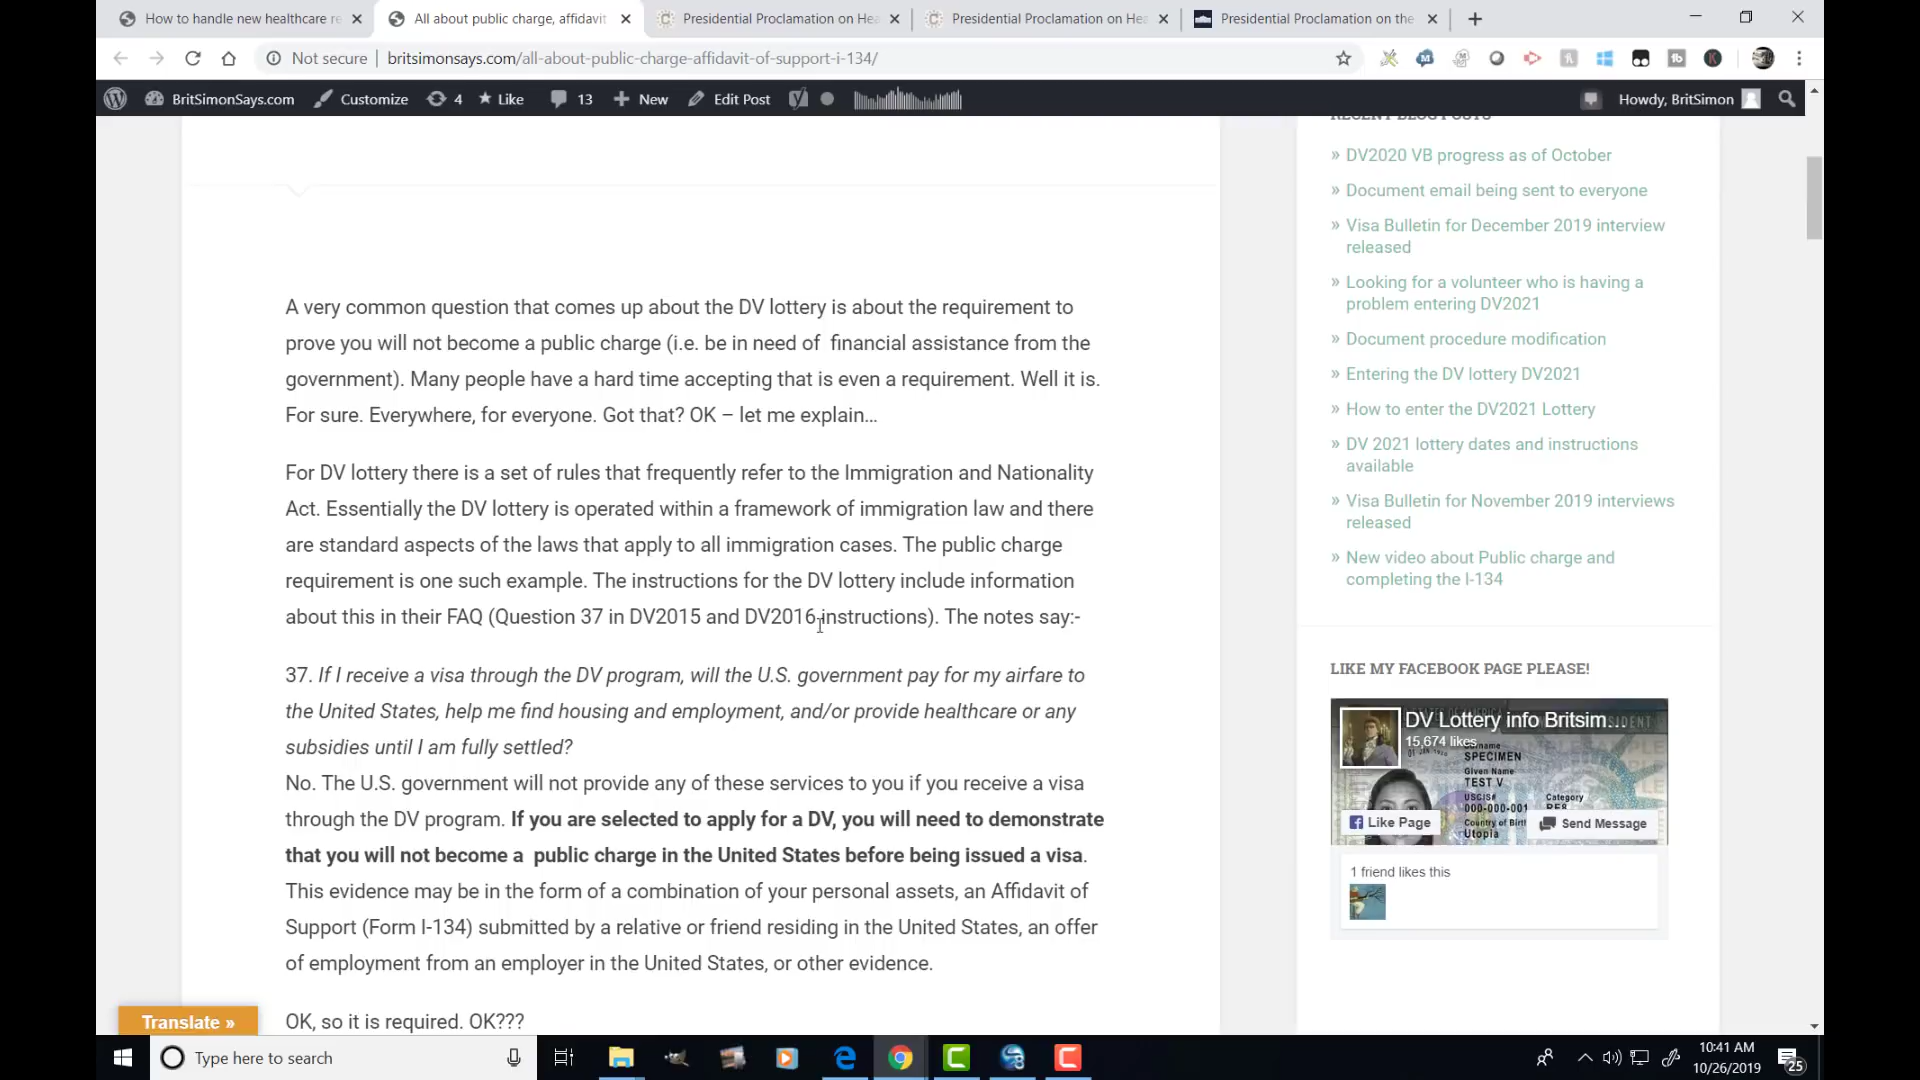 How to handle new healthcare re
All about public charge, affidavit
Presidential Proclamation on Hea
Presidential Proclamation on Hea
Presidential Proclamation on the
Not secure | britsimonsays.com/all-about-public-charge-affidavit-of-support-i-134/
BritSimonSays.com Customize 4 Like 13 New Edit Post Howdy, BritSimon
A very common question that comes up about the DV lottery is about the requirement to
prove you will not become a public charge (i.e. be in need of financial assistance from the
government). Many people have a hard time accepting that is even a requirement. Well it is.
For sure. Everywhere, for everyone. Got that? OK – let me explain…
For DV lottery there is a set of rules that frequently refer to the Immigration and Nationality
Act. Essentially the DV lottery is operated within a framework of immigration law and there
are standard aspects of the laws that apply to all immigration cases. The public charge
requirement is one such example. The instructions for the DV lottery include information
about this in their FAQ (Question 37 in DV2015 and DV2016 instructions). The notes say:-
37. If I receive a visa through the DV program, will the U.S. government pay for my airfare to
the United States, help me find housing and employment, and/or provide healthcare or any
subsidies until I am fully settled?
No. The U.S. government will not provide any of these services to you if you receive a visa
through the DV program. If you are selected to apply for a DV, you will need to demonstrate
that you will not become a public charge in the United States before being issued a visa.
This evidence may be in the form of a combination of your personal assets, an Affidavit of
Support (Form I-134) submitted by a relative or friend residing in the United States, an offer
of employment from an employer in the United States, or other evidence.
OK, so it is required. OK???
Translate »
RECENT BLOG POSTS
» DV2020 VB progress as of October
» Document email being sent to everyone
» Visa Bulletin for December 2019 interview
released
» Looking for a volunteer who is having a
problem entering DV2021
» Document procedure modification
» Entering the DV lottery DV2021
» How to enter the DV2021 Lottery
» DV 2021 lottery dates and instructions
available
» Visa Bulletin for November 2019 interviews
released
» New video about Public charge and
completing the I-134
LIKE MY FACEBOOK PAGE PLEASE!
DV Lottery info Britsim…
15,674 likes
Surname
SPECIMEN
Given Name
TEST V
USCIS#
000-000-001
Category
RE8
Country of Birth
Utopia
Like Page
Send Message
1 friend likes this
Type here to search
10:41 AM
10/26/2019
25